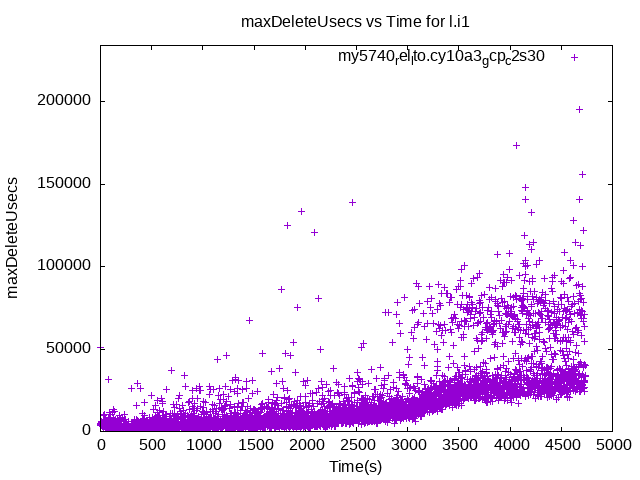 maxDeleteUsecs vs Time for l.i1
my5740relito.cy10a3gcpc2s30
maxDeleteUsecs
200000
150000
100000
50000
0
0 500 1000 1500 2000 2500 3000 3500 4000 4500 5000
Time(s)